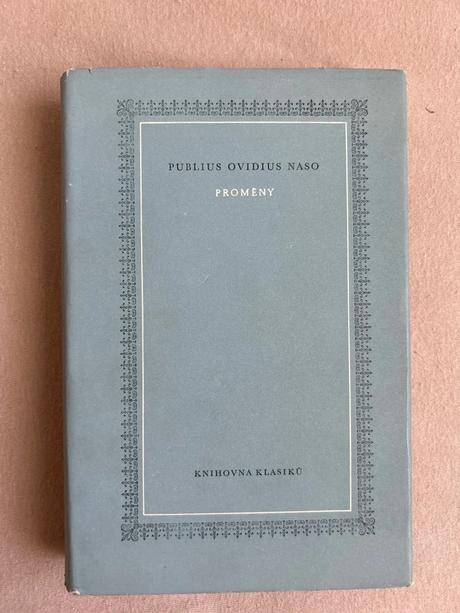 PUBLIUS OVIDIUS NASO
PROMĚNY
KNIHOVNA KLASIKŮ